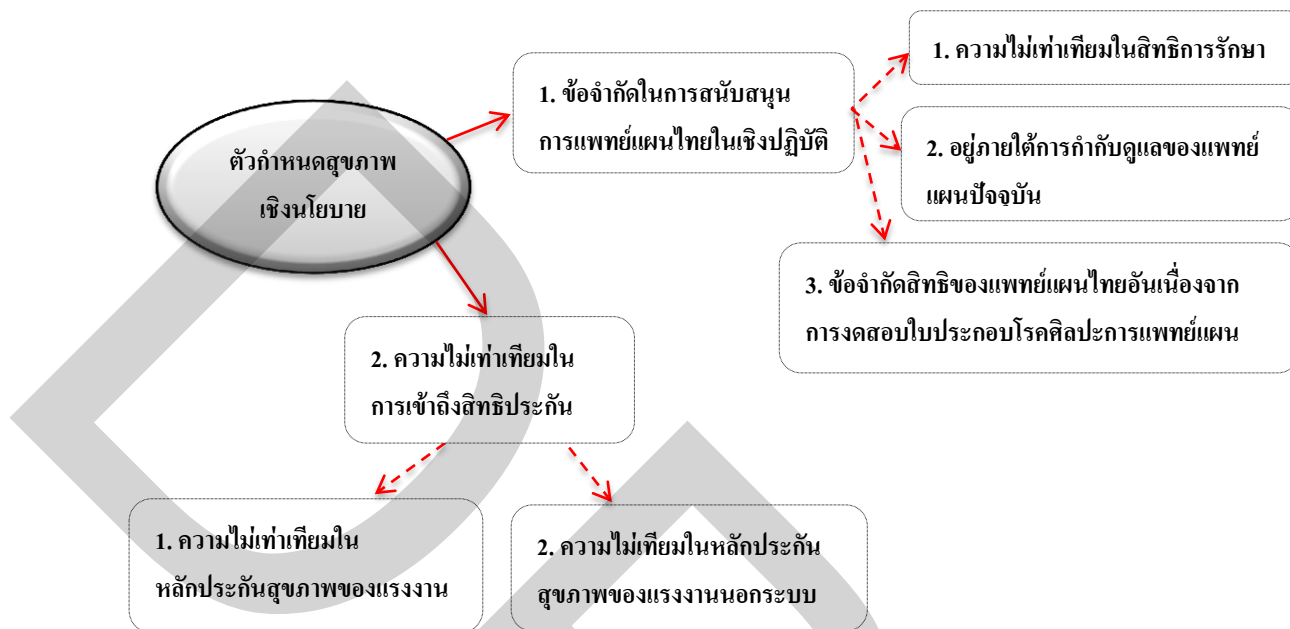 ตัวกำหนดสุขภาพ
เชิงนโยบาย
1. ข้อจำกัดในการสนับสนุน
การแพทย์แผนไทยในเชิงปฏิบัติ
1. ความไม่เท่าเทียมในสิทธิการรักษา
2. อยู่ภายใต้การกำกับดูแลของแพทย์
แผนปัจจุบัน
3. ข้อจำกัดสิทธิของแพทย์แผนไทยอันเนื่องจาก
การงดสอบใบประกอบโรคศิลปะการแพทย์แผน
2. ความไม่เท่าเทียมใน
การเข้าถึงสิทธิประกัน
1. ความไม่เท่าเทียมใน
หลักประกันสุขภาพของแรงงาน
2. ความไม่เทียมในหลักประกัน
สุขภาพของแรงงานนอกระบบ